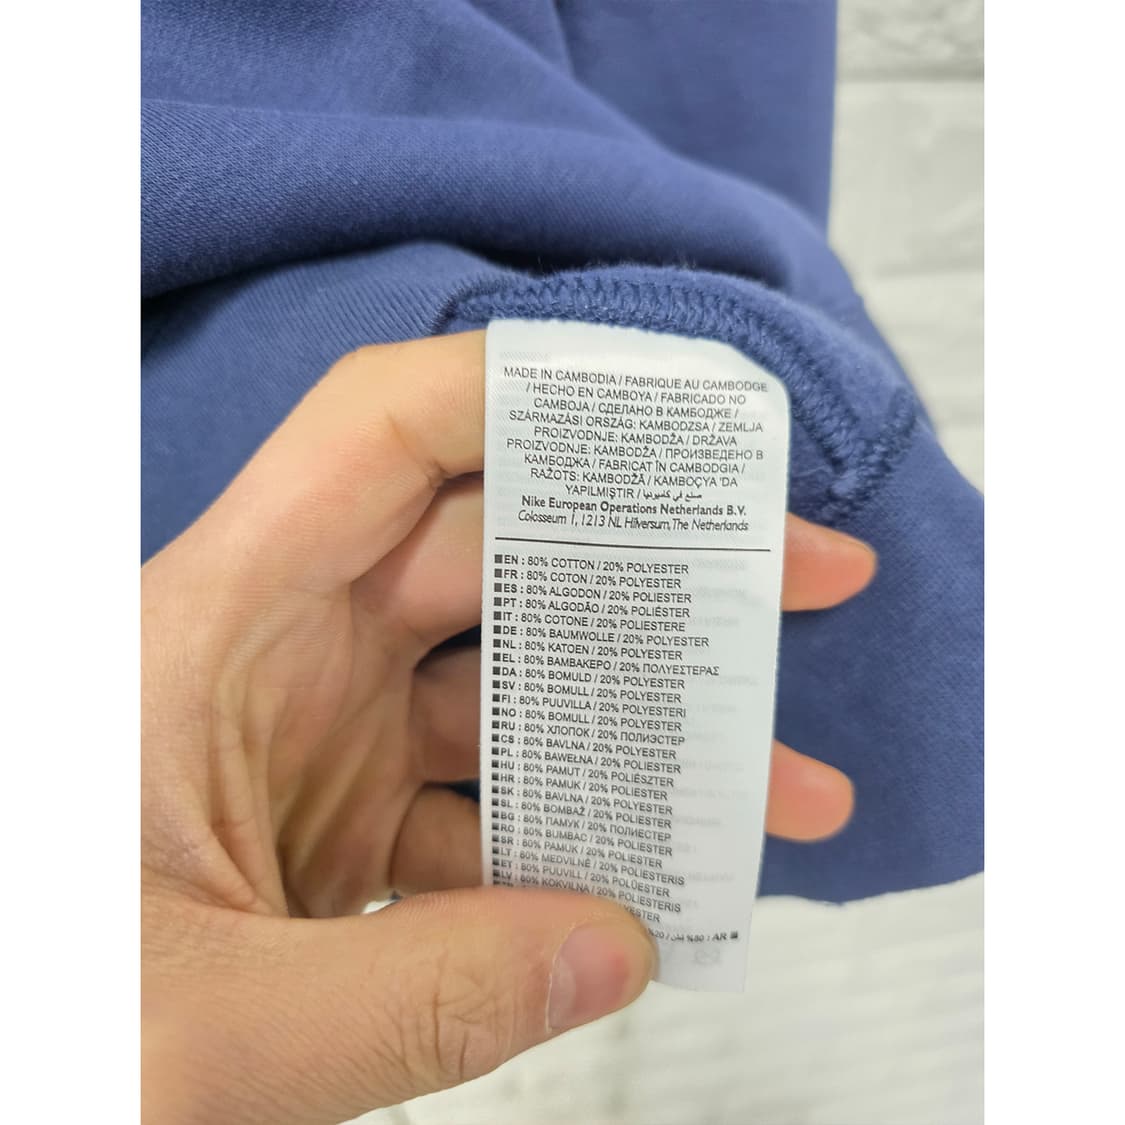 MADE IN CAMBODIA / FABRIQUE AU CAMBODGE
/ HECHO EN CAMBOYA / FABRICADO NO
CAMBOJA / СДЕЛАНО В КАМБОДЖЕ /
SZÁRMAZÁSI ORSZÁG: KAMBODZSA / ZEMLJA
PROIZVODNJE: KAMBODŽA / DRŽAVA
PROIZVODNJE: KAMBODŽA / ПРОИЗВЕДЕНО В
КАМБОДЖА / FABRICAT ÎN CAMBODGIA /
RAŽOTS: KAMBODŽĀ / KAMBOÇYA 'DA
YAPILMIŞTIR / صنع في كامبوديا
Nike European Operations Netherlands B.V.
Colosseum 1, 1213 NL Hilversum, The Netherlands
EN : 80% COTTON / 20% POLYESTER
FR : 80% COTON / 20% POLYESTER
ES : 80% ALGODON / 20% POLIESTER
PT : 80% ALGODÃO / 20% POLIÉSTER
IT : 80% COTONE / 20% POLIESTERE
DE : 80% BAUMWOLLE / 20% POLYESTER
NL : 80% KATOEN / 20% POLYESTER
EL : 80% ΒΑΜΒΑΚΕΡΟ / 20% ΠΟΛΥΕΣΤΕΡΑΣ
DA : 80% BOMULD / 20% POLYESTER
SV : 80% BOMULL / 20% POLYESTER
FI : 80% PUUVILLA / 20% POLYESTERI
NO : 80% BOMULL / 20% POLYESTER
RU : 80% ХЛОПОК / 20% ПОЛИЭСТЕР
CS : 80% BAVLNA / 20% POLYESTER
PL : 80% BAWEŁNA / 20% POLYESTER
HU : 80% PAMUT / 20% POLIÉSZTER
HR : 80% PAMUK / 20% POLIESTER
SK : 80% BAVLNA / 20% POLYESTER
SL : 80% BOMBAŽ / 20% POLIESTER
BG : 80% ПАМУК / 20% ПОЛИЕСТЕР
RO : 80% BUMBAC / 20% POLIESTER
SR : 80% PAMUK / 20% POLIESTER
LT : 80% MEDVILNĖ / 20% POLIESTERIS
ET : 80% PUUVILL / 20% POLÜESTER
LV : 80% KOKVILNA / 20% POLIESTERIS
YESTER
%20 / %80 : AR